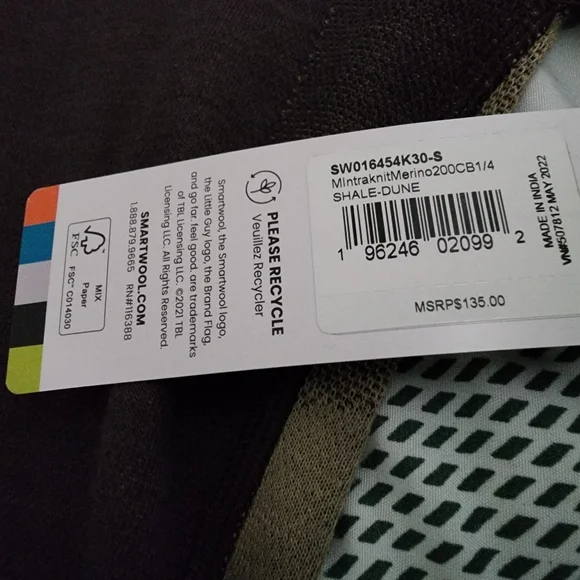 SW016454K30-S
MIntraknitMerino200CB1/4
SHALE-DUNE
1 96246 02099 2
MSRP$135.00
MADE IN INDIA
VN#507812 MAY 2022
PLEASE RECYCLE
Veuillez Recycler
Smartwool, the Smartwool logo,
the Little Guy logo, the Brand Flag,
and go far. feel good. are trademarks
of TBL Licensing LLC. ©2021 TBL
Licensing LLC. All Rights Reserved.
SMARTWOOL.COM
1.888.879.9665 RN#116388
FSC
MIX
Paper
FSC™ C014030